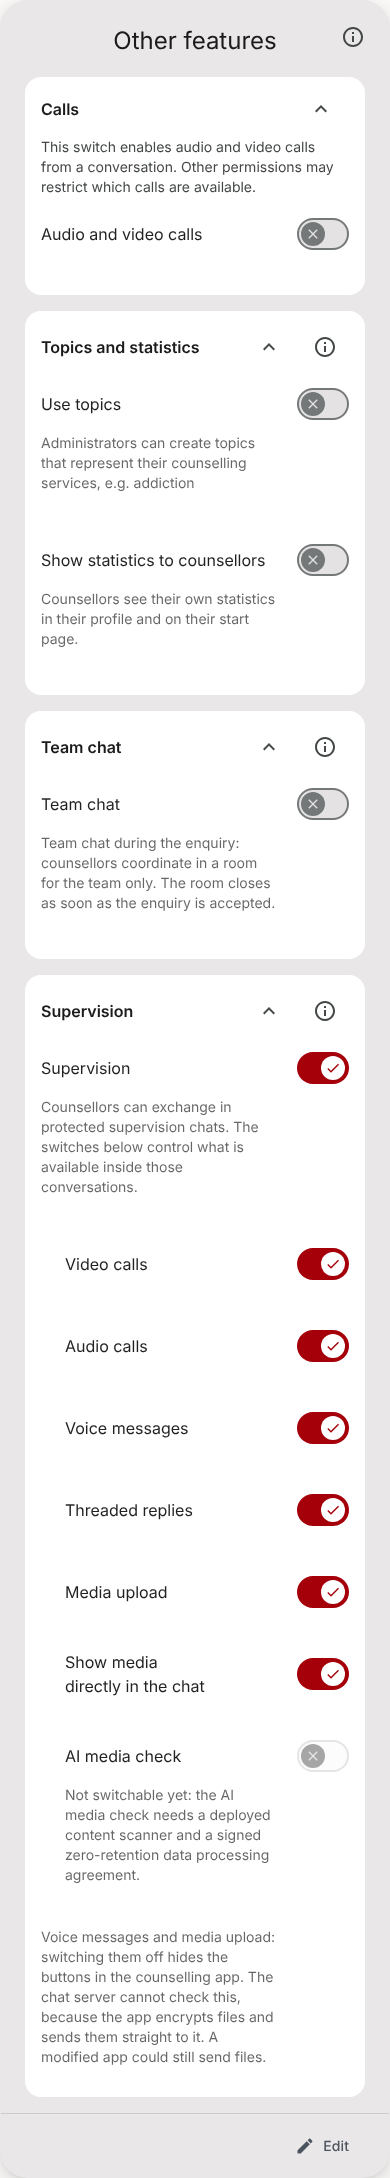 Other features
Calls
This switch enables audio and video calls
from a conversation. Other permissions may
restrict which calls are available.
Audio and video calls
Topics and statistics
Use topics
Administrators can create topics
that represent their counselling
services, e.g. addiction
Show statistics to counsellors
Counsellors see their own statistics
in their profile and on their start
page.
Team chat
Team chat
Team chat during the enquiry:
counsellors coordinate in a room
for the team only. The room closes
as soon as the enquiry is accepted.
Supervision
Supervision
Counsellors can exchange in
protected supervision chats. The
switches below control what is
available inside those
conversations.
Video calls
Audio calls
Voice messages
Threaded replies
Media upload
Show media
directly in the chat
AI media check
Not switchable yet: the AI
media check needs a deployed
content scanner and a signed
zero-retention data processing
agreement.
Voice messages and media upload:
switching them off hides the
buttons in the counselling app. The
chat server cannot check this,
because the app encrypts files and
sends them straight to it. A
modified app could still send files.
Edit